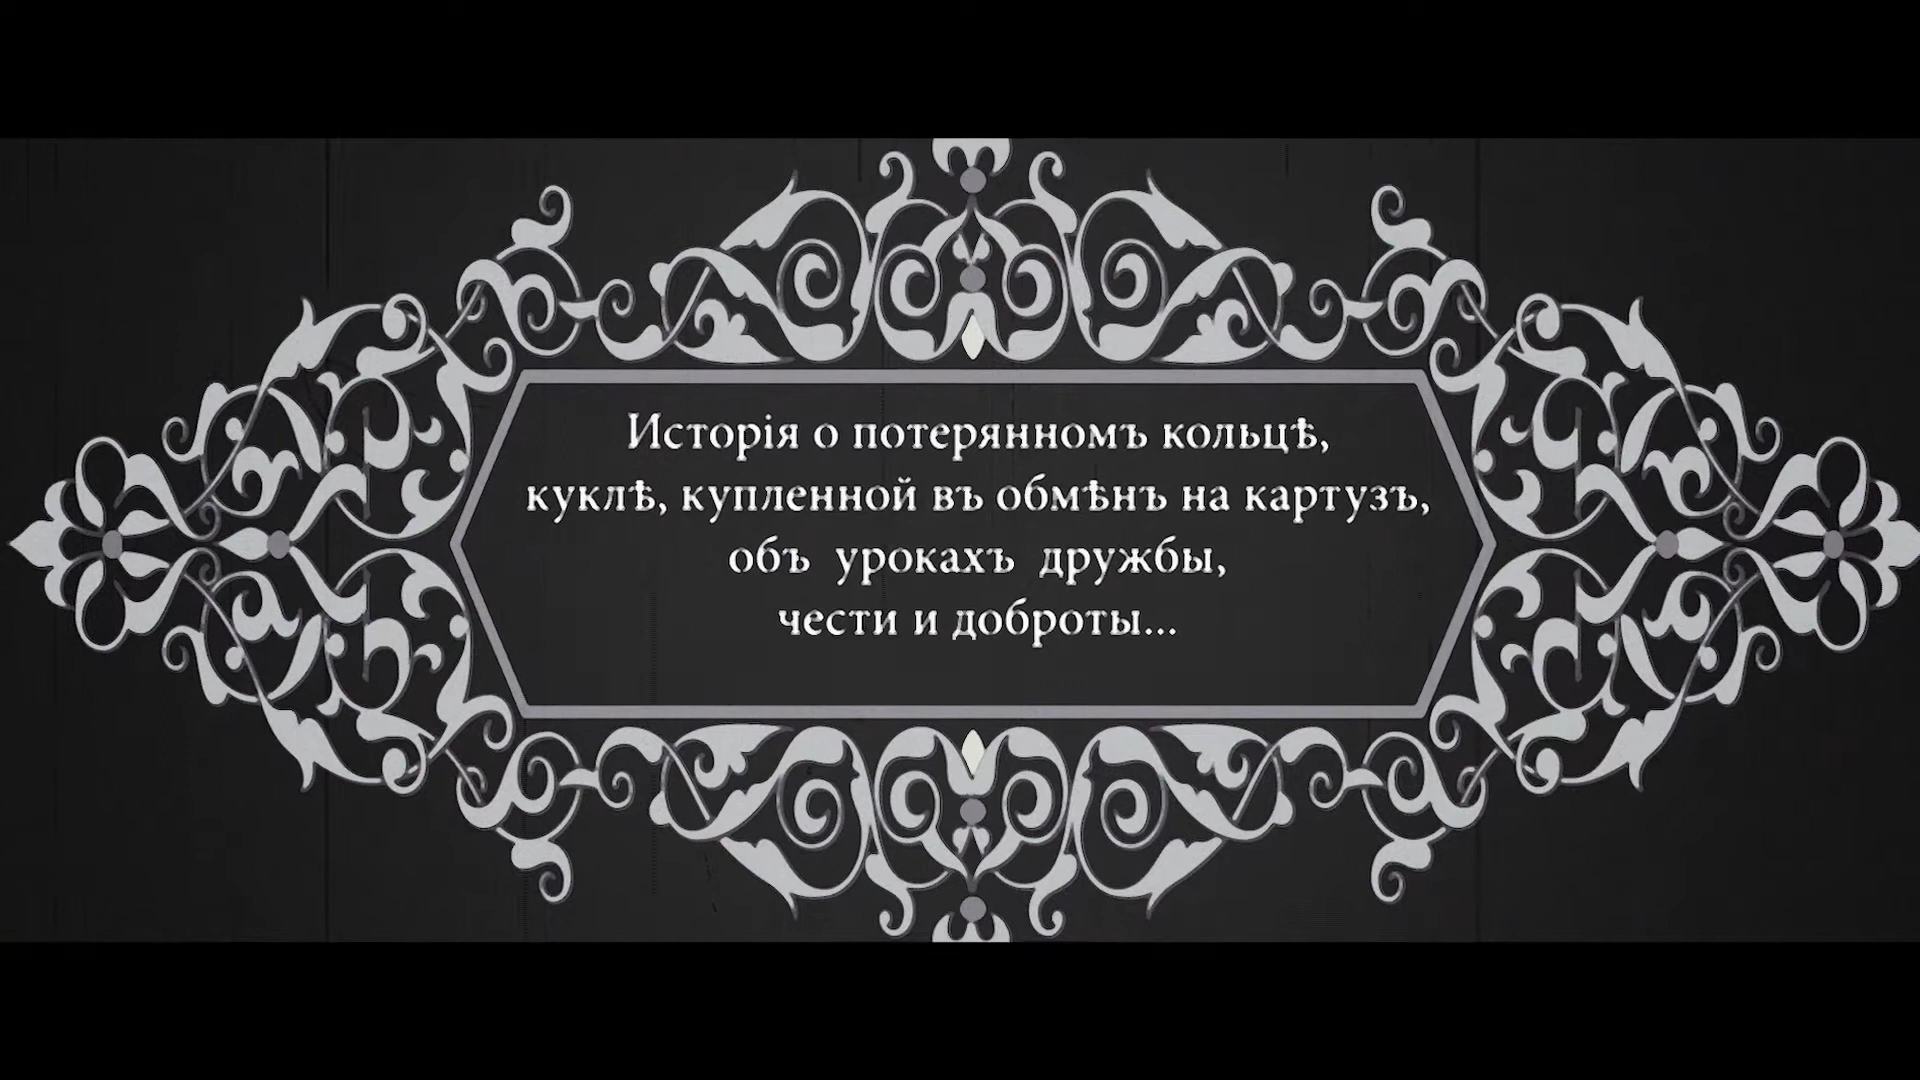 Исторія о потерянномъ кольцѣ,
куклѣ, купленной въ обмѣнъ на картузъ,
объ урокахъ дружбы,
чести и доброты...